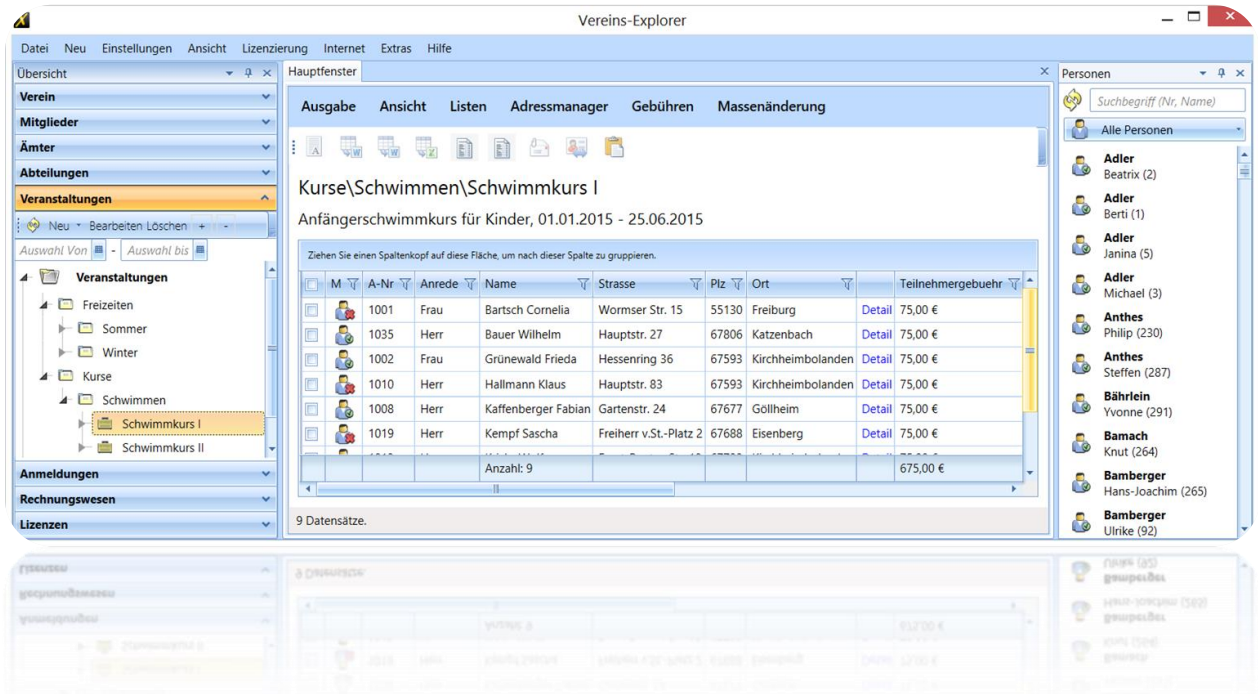 Vereins-Explorer
Datei Neu Einstellungen Ansicht Lizenzierung Internet Extras Hilfe
Übersicht
Verein
Mitglieder
Ämter
Abteilungen
Veranstaltungen
Neu Bearbeiten Löschen + -
Auswahl Von - Auswahl bis
Veranstaltungen
Freizeiten
Sommer
Winter
Kurse
Schwimmen
Schwimmkurs I
Schwimmkurs II
Anmeldungen
Rechnungswesen
Lizenzen
Hauptfenster
Ausgabe Ansicht Listen Adressmanager Gebühren Massenänderung
Kurse\Schwimmen\Schwimmkurs I
Anfängerschwimmkurs für Kinder, 01.01.2015 - 25.06.2015
Ziehen Sie einen Spaltenkopf auf diese Fläche, um nach dieser Spalte zu gruppieren.
M A-Nr Anrede Name Strasse Plz Ort Teilnehmergebuehr
1001 Frau Bartsch Cornelia Wormser Str. 15 55130 Freiburg Detail 75,00 €
1035 Herr Bauer Wilhelm Hauptstr. 27 67806 Katzenbach Detail 75,00 €
1002 Frau Grünewald Frieda Hessenring 36 67593 Kirchheimbolanden Detail 75,00 €
1010 Herr Hallmann Klaus Hauptstr. 83 67593 Kirchheimbolanden Detail 75,00 €
1008 Herr Kaffenberger Fabian Gartenstr. 24 67677 Göllheim Detail 75,00 €
1019 Herr Kempf Sascha Freiherr v.St.-Platz 2 67688 Eisenberg Detail 75,00 €
Anzahl: 9 675,00 €
9 Datensätze.
Personen
Suchbegriff (Nr, Name)
Alle Personen
Adler
Beatrix (2)
Adler
Berti (1)
Adler
Janina (5)
Adler
Michael (3)
Anthes
Philip (230)
Anthes
Steffen (287)
Bährlein
Yvonne (291)
Bamach
Knut (264)
Bamberger
Hans-Joachim (265)
Bamberger
Ulrike (92)